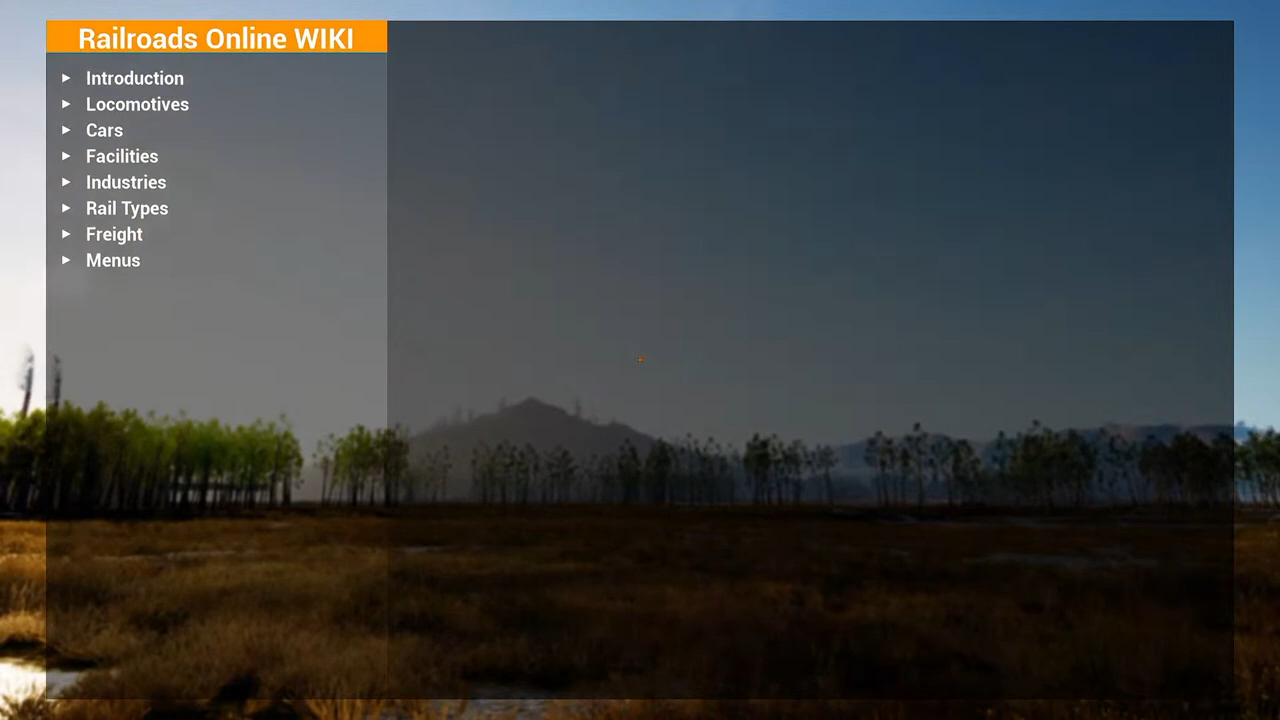 Railroads Online WIKI
Introduction
Locomotives
Cars
Facilities
Industries
Rail Types
Freight
Menus